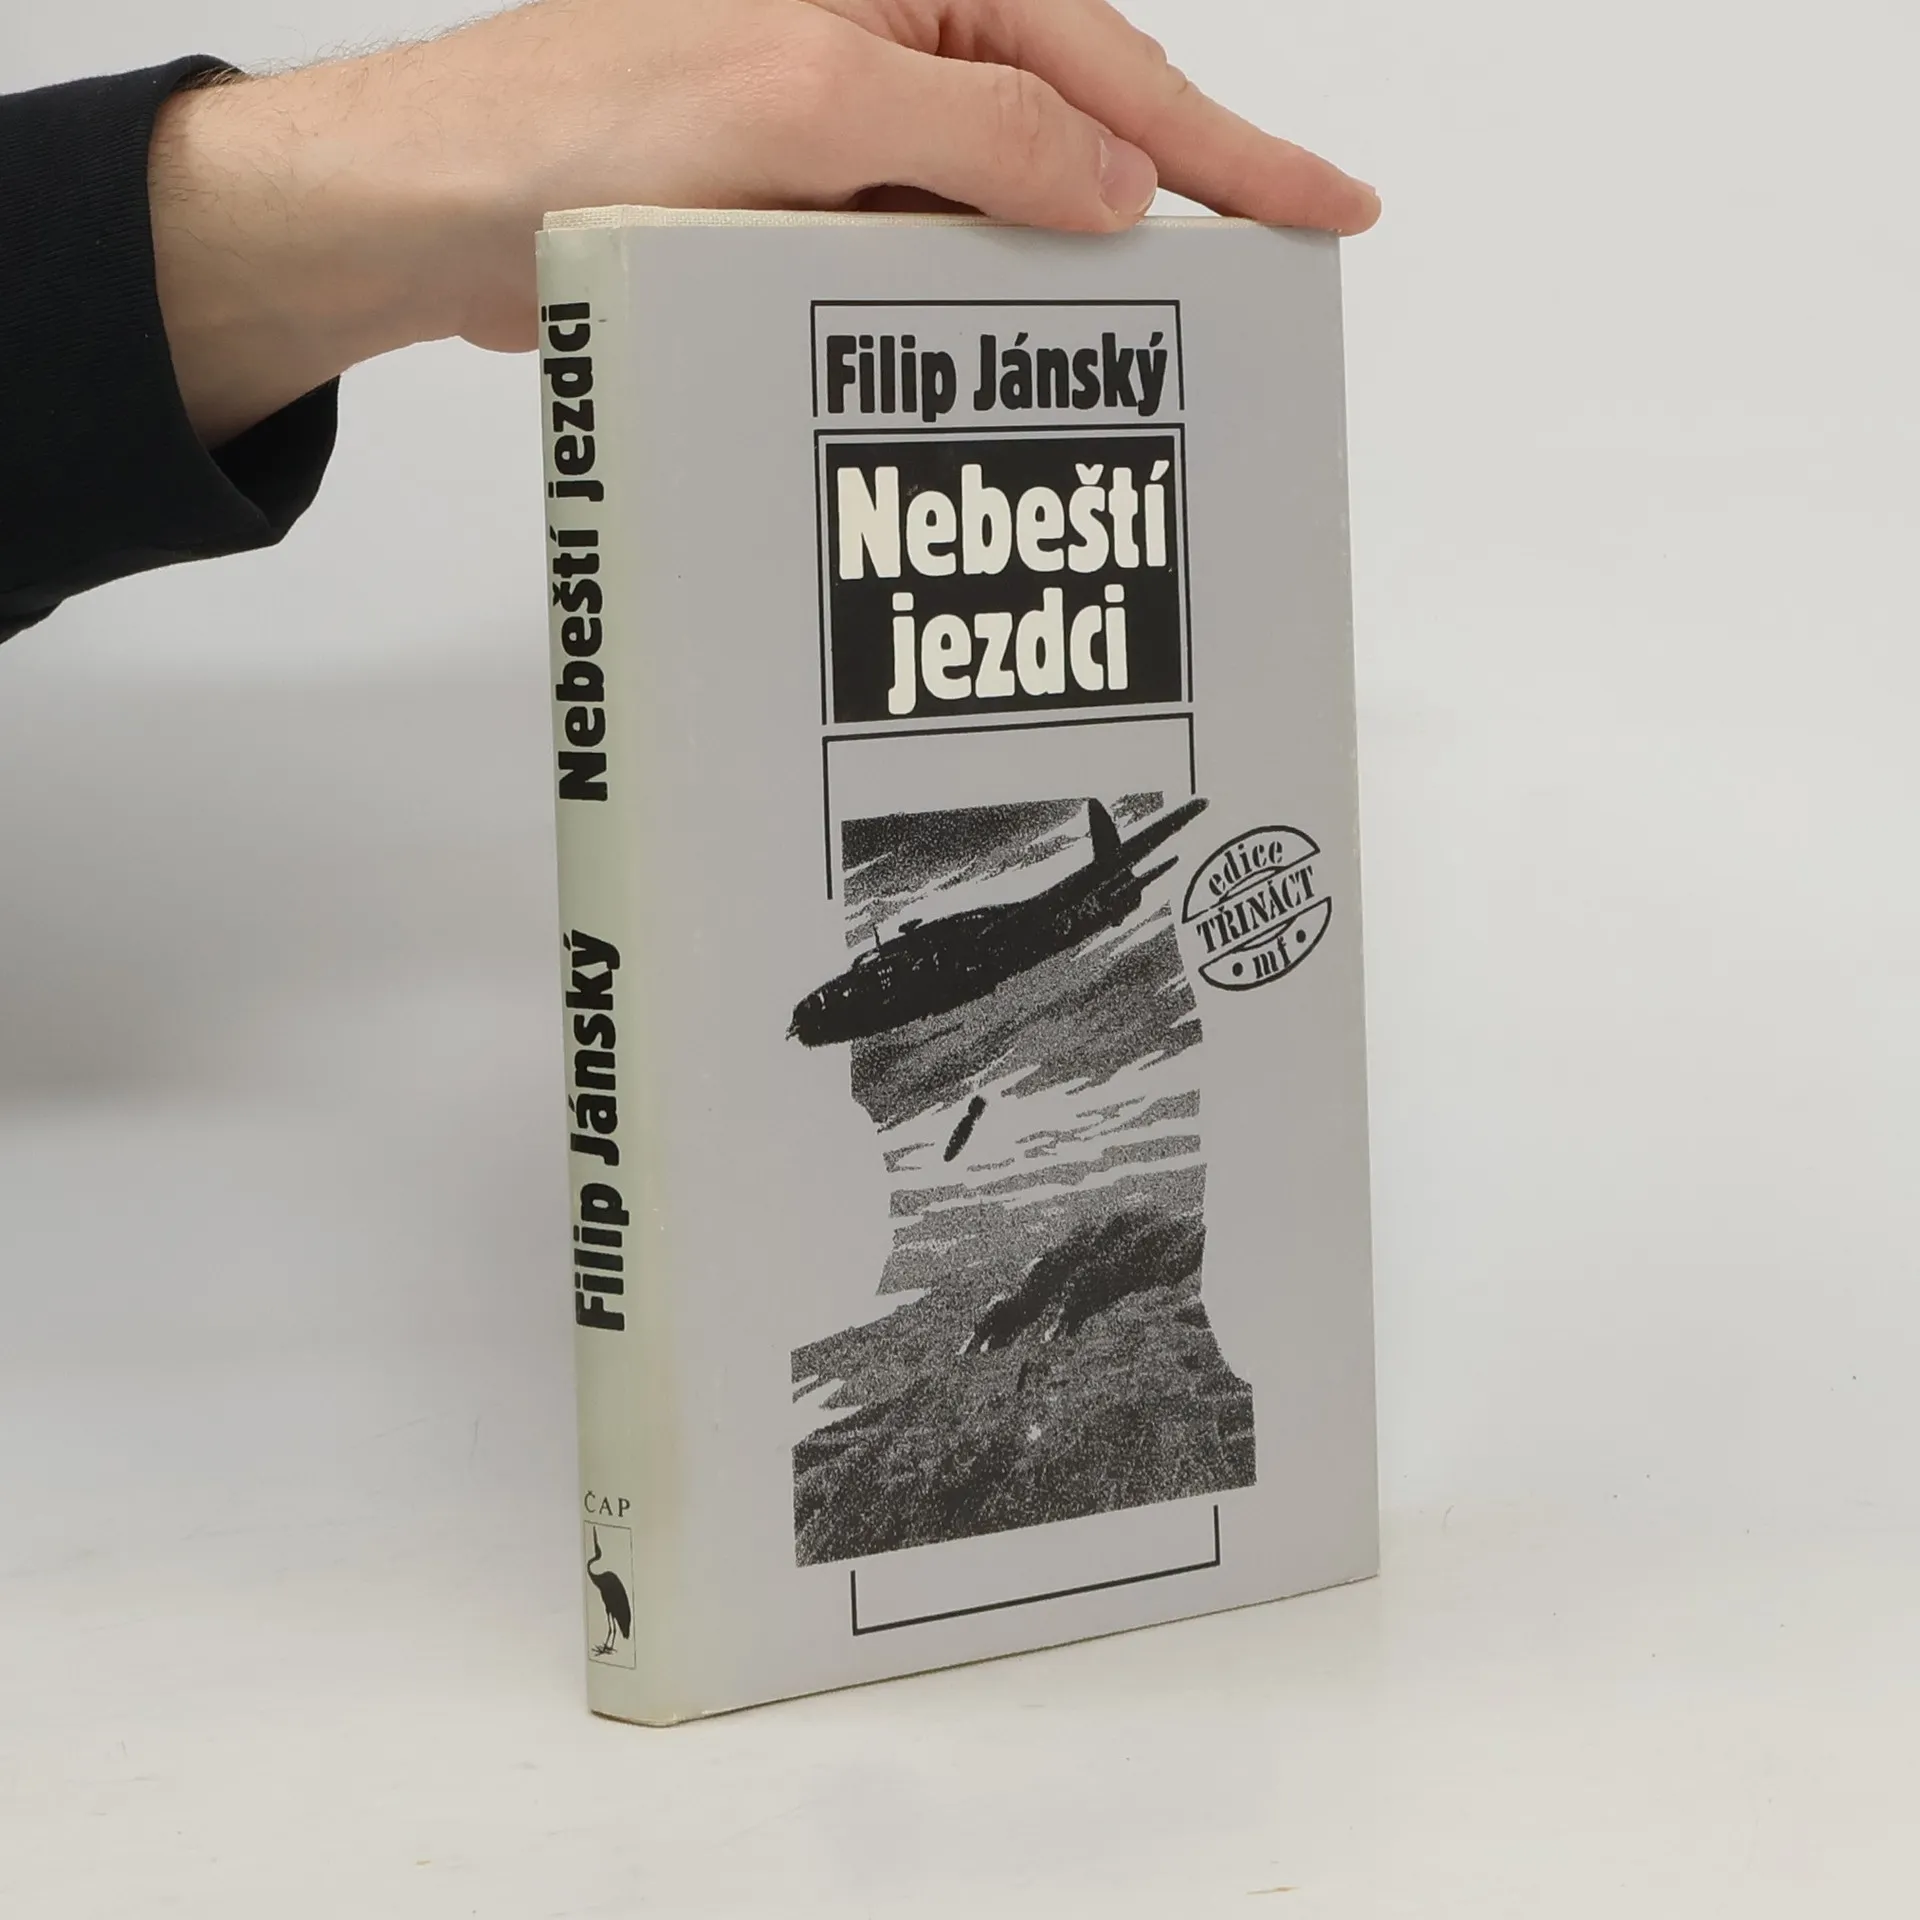 Filip Jánský
Nebeští
jezdci
edice
TŘINÁCT
• mf •
Filip Jánský Nebeští jezdci
ČAP